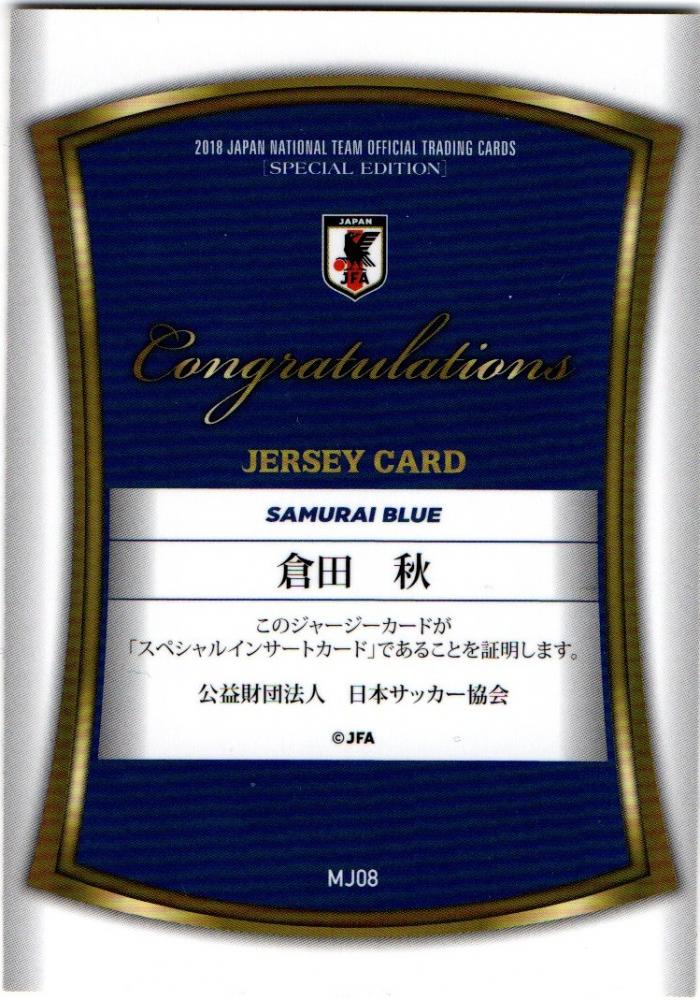 2018 JAPAN NATIONAL TEAM OFFICIAL TRADING CARDS
[SPECIAL EDITION]
JAPAN
JFA
Congratulations
JERSEY CARD
SAMURAI BLUE
倉田 秋
このジャージーカードが
「スペシャルインサートカード」であることを証明します。
公益財団法人 日本サッカー協会
©JFA
MJ08